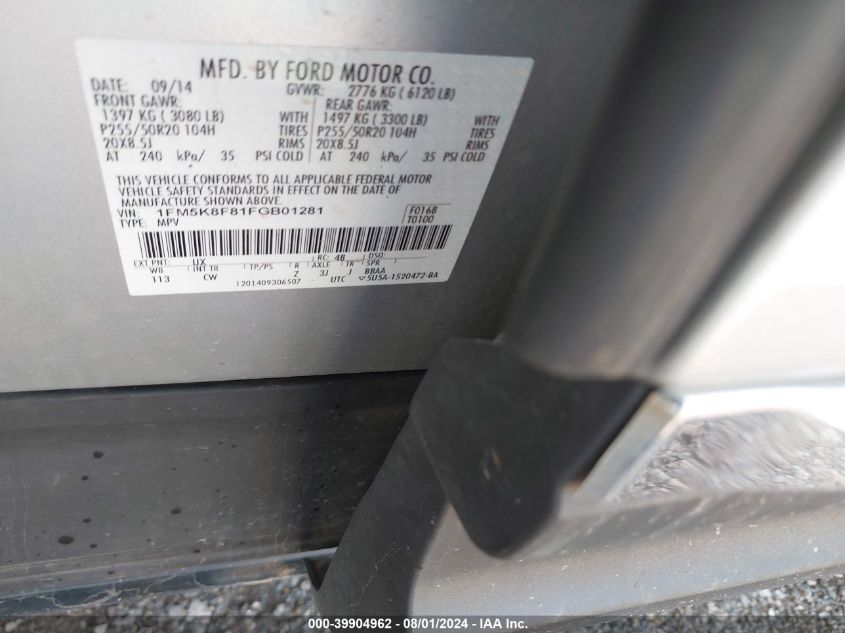 MFD. BY FORD MOTOR CO.
DATE: 09/14 GVWR: 2776 KG ( 6120 LB)
FRONT GAWR: REAR GAWR:
1397 KG ( 3080 LB) WITH 1497 KG ( 3300 LB) WITH
P255/50R20 104H TIRES P255/50R20 104H TIRES
20X8.5J RIMS 20X8.5J RIMS
AT 240 kPa/ 35 PSI COLD AT 240 kPa/ 35 PSI COLD
THIS VEHICLE CONFORMS TO ALL APPLICABLE FEDERAL MOTOR
VEHICLE SAFETY STANDARDS IN EFFECT ON THE DATE OF
MANUFACTURE SHOWN ABOVE.
VIN: 1FM5K8F81FGB01281 F0168
TYPE: MPV T0100
EXT PNT: UX RC: 48 DSO:
WB INT TR TP/PS R AXLE TR SPR
113 CW Z 3J J BBAA
1201409306507 UTC 5U5A-1520472-BA
000-39904962 - 08/01/2024 - IAA Inc.